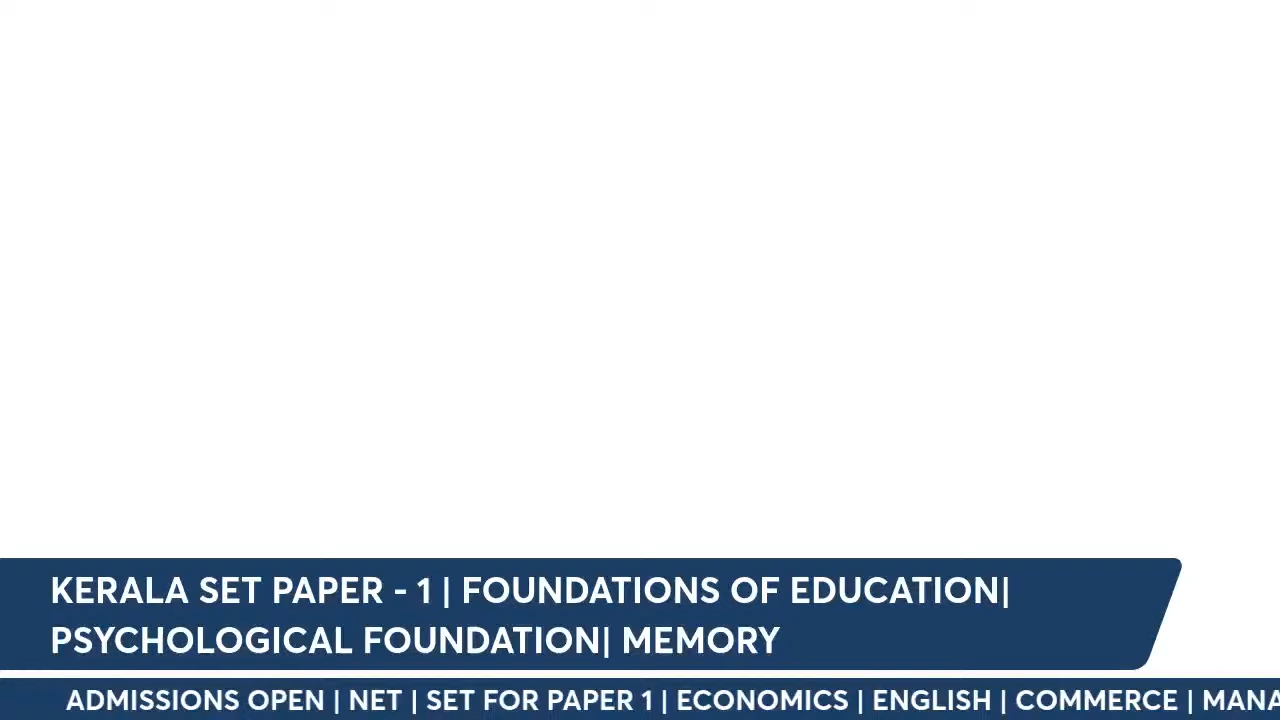 KERALA SET PAPER - 1 | FOUNDATIONS OF EDUCATION|
PSYCHOLOGICAL FOUNDATION| MEMORY
ADMISSIONS OPEN | NET | SET FOR PAPER 1 | ECONOMICS | ENGLISH | COMMERCE |